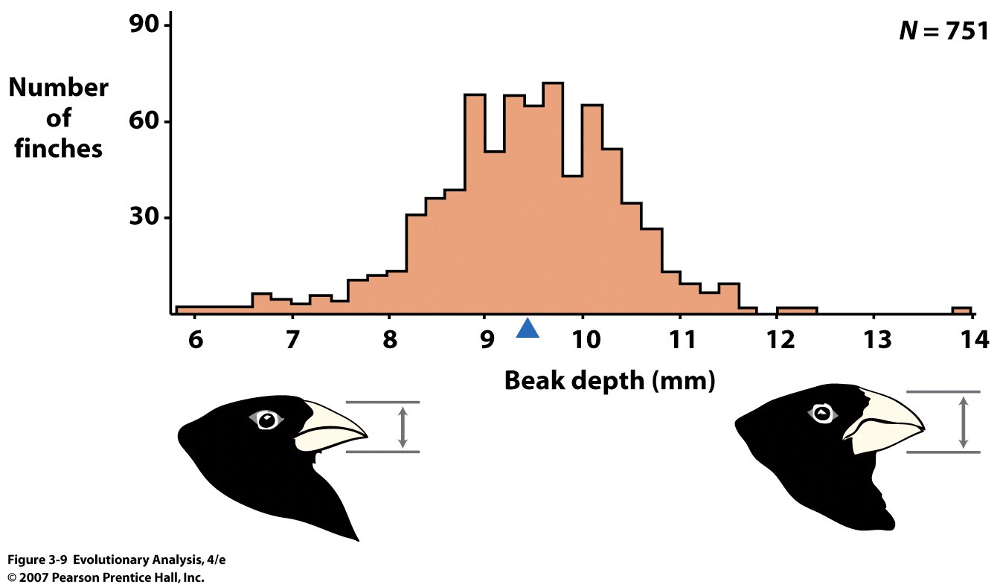 90
N = 751
Number
of
finches
60
30
6 7 8 9 10 11 12 13 14
Beak depth (mm)
Figure 3-9 Evolutionary Analysis, 4/e
© 2007 Pearson Prentice Hall, Inc.